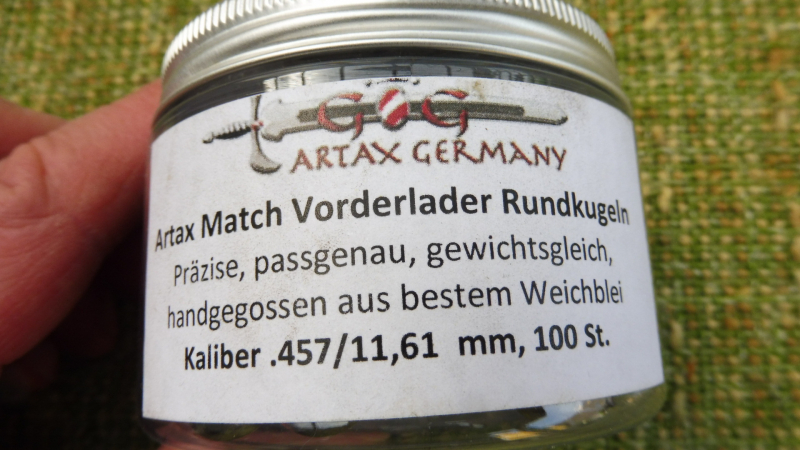 GOG
ARTAX GERMANY
Artax Match Vorderlader Rundkugeln
Präzise, passgenau, gewichtsgleich,
handgegossen aus bestem Weichblei
Kaliber .457/11,61 mm, 100 St.